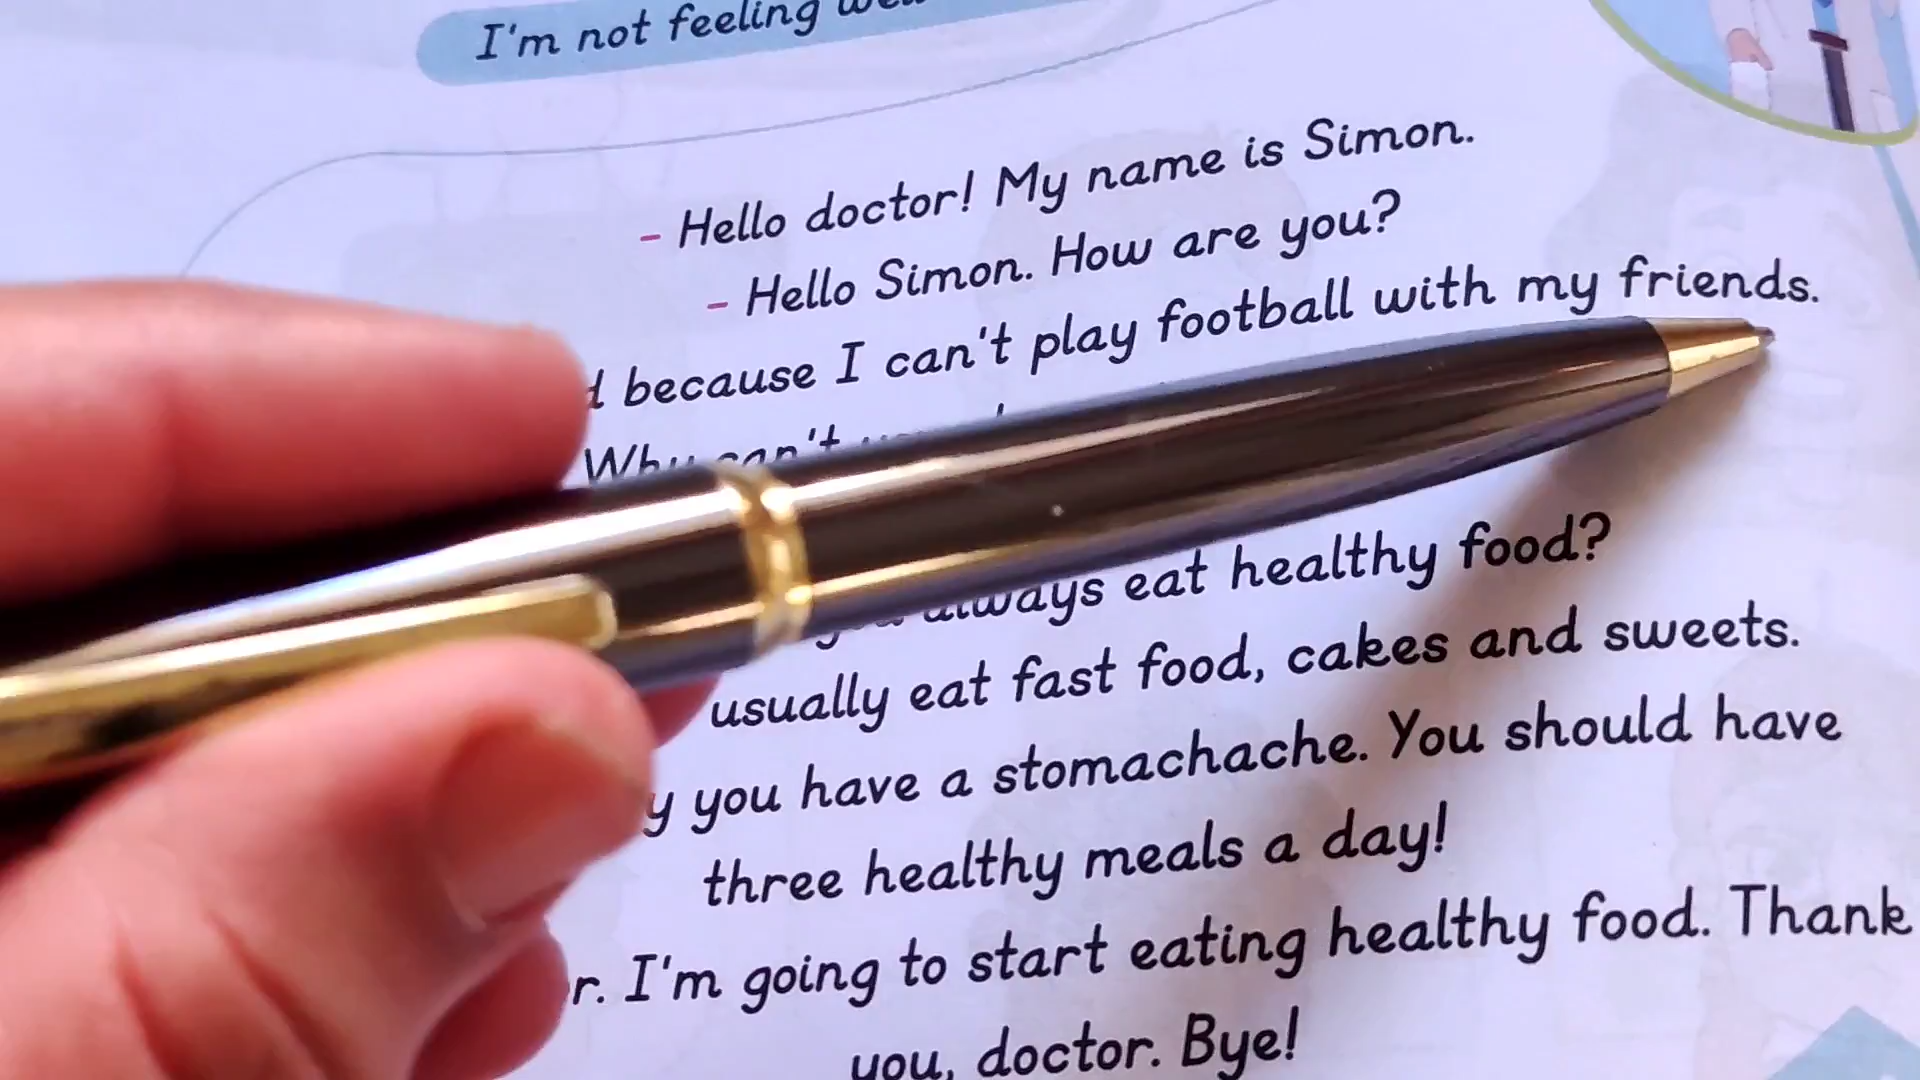 I'm not feeling
- Hello doctor! My name is Simon.
- Hello Simon. How are you?
because I can't play football with my friends.
Why can't
always eat healthy food?
usually eat fast food, cakes and sweets.
you have a stomachache. You should have
three healthy meals a day!
r. I'm going to start eating healthy food. Thank
you, doctor. Bye!